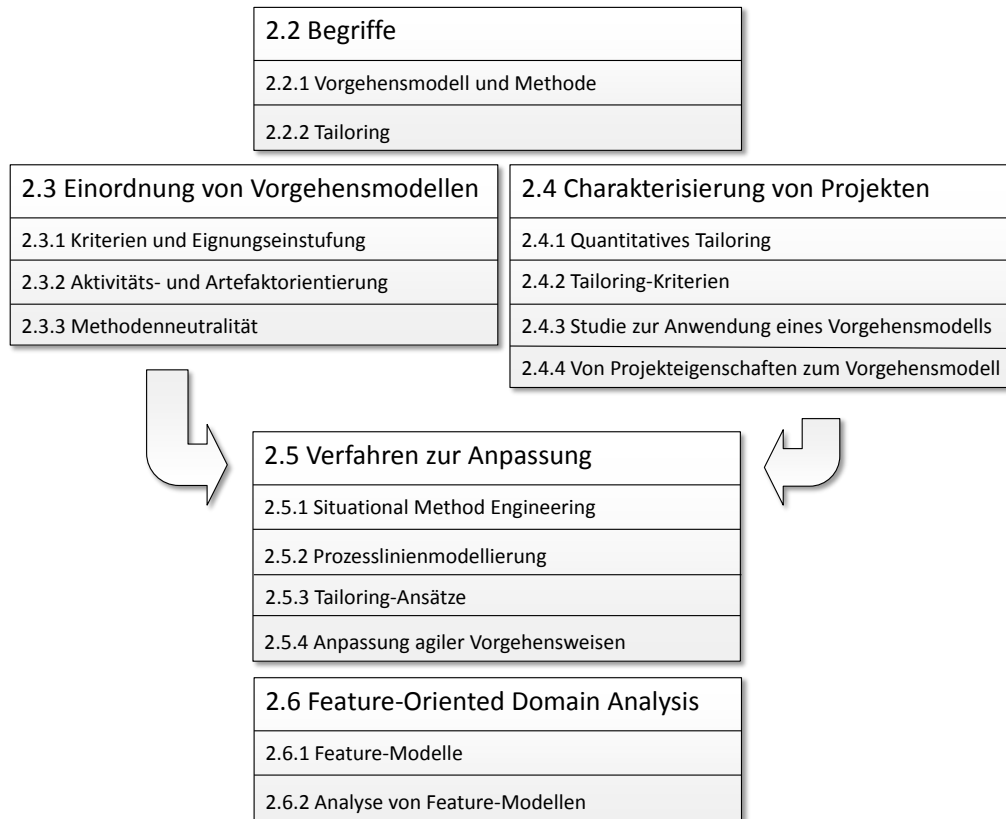 2.2 Begriffe
2.2.1 Vorgehensmodell und Methode
2.2.2 Tailoring
2.3 Einordnung von Vorgehensmodellen
2.3.1 Kriterien und Eignungseinstufung
2.3.2 Aktivitäts- und Artefaktorientierung
2.3.3 Methodenneutralität
2.4 Charakterisierung von Projekten
2.4.1 Quantitatives Tailoring
2.4.2 Tailoring-Kriterien
2.4.3 Studie zur Anwendung eines Vorgehensmodells
2.4.4 Von Projekteigenschaften zum Vorgehensmodell
2.5 Verfahren zur Anpassung
2.5.1 Situational Method Engineering
2.5.2 Prozesslinienmodellierung
2.5.3 Tailoring-Ansätze
2.5.4 Anpassung agiler Vorgehensweisen
2.6 Feature-Oriented Domain Analysis
2.6.1 Feature-Modelle
2.6.2 Analyse von Feature-Modellen